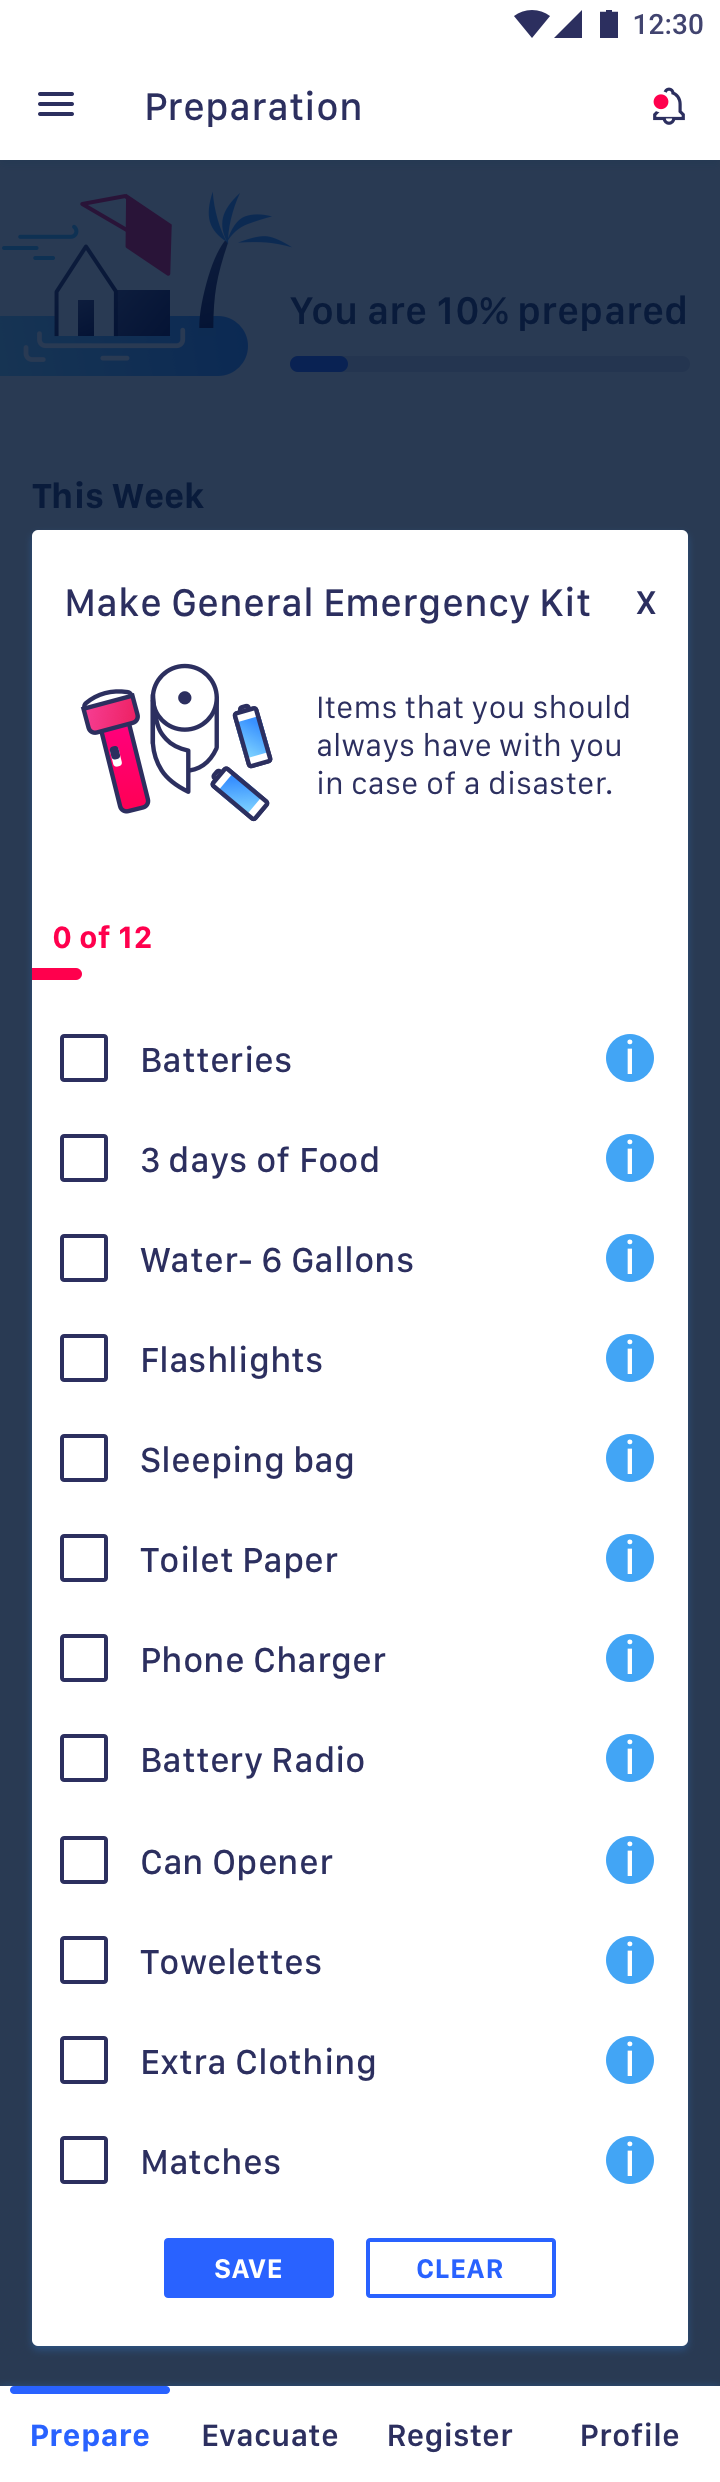 12:30
Preparation
You are 10% prepared
This Week
Make General Emergency Kit X
Items that you should
always have with you
in case of a disaster.
0 of 12
Batteries
3 days of Food
Water- 6 Gallons
Flashlights
Sleeping bag
Toilet Paper
Phone Charger
Battery Radio
Can Opener
Towelettes
Extra Clothing
Matches
SAVE CLEAR
Prepare Evacuate Register Profile